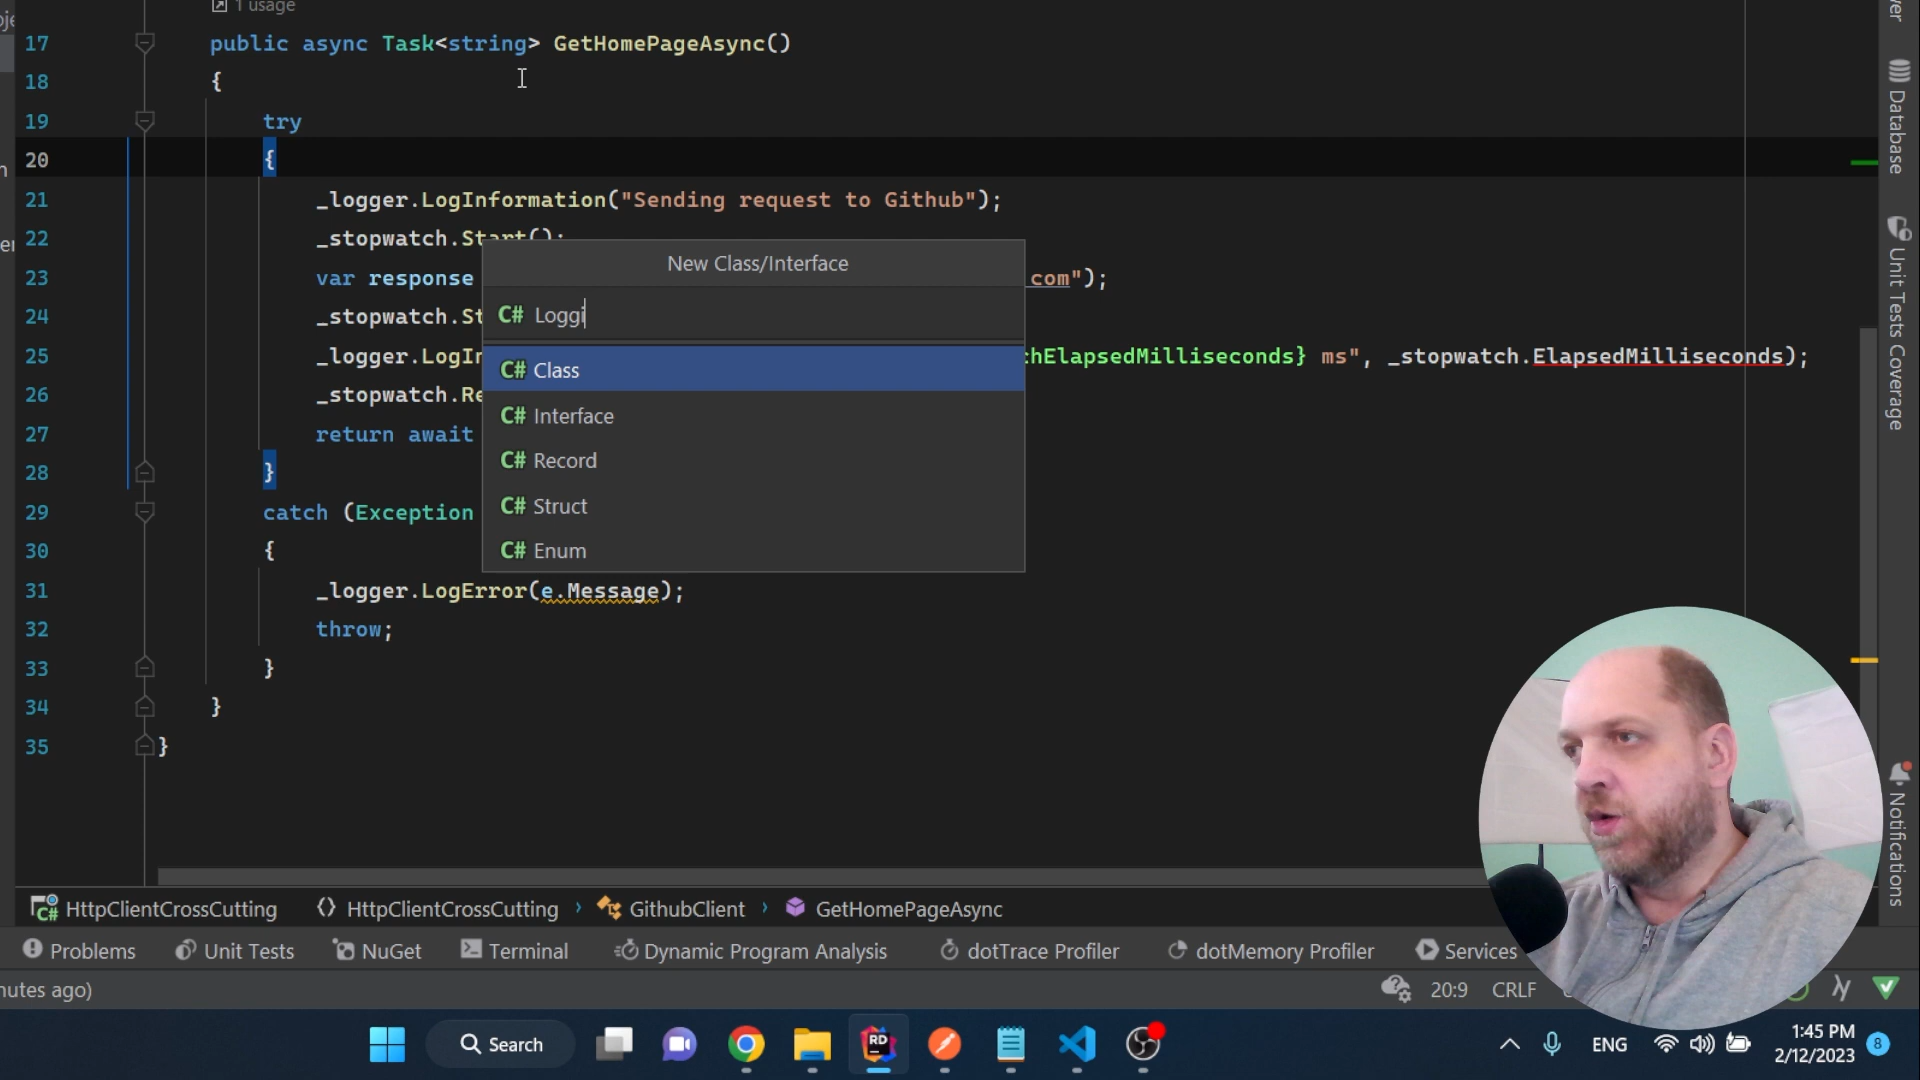 1 usage
17 public async Task<string> GetHomePageAsync()
18 {
19 try
20 {
21 _logger.LogInformation("Sending request to Github");
22 _stopwatch.Start();
23 var response com");
24 _stopwatch.St
25 _logger.LogIn hElapsedMilliseconds} ms", _stopwatch.ElapsedMilliseconds);
26 _stopwatch.Re
27 return await
28 }
29 catch (Exception
30 {
31 _logger.LogError(e.Message);
32 throw;
33 }
34 }
35 }
New Class/Interface
C# Loggi
C# Class
C# Interface
C# Record
C# Struct
C# Enum
Database
Unit Tests Coverage
Notifications
HttpClientCrossCutting HttpClientCrossCutting › GithubClient › GetHomePageAsync
Problems Unit Tests NuGet Terminal Dynamic Program Analysis dotTrace Profiler dotMemory Profiler Services
nutes ago) 20:9 CRLF
Search RD ENG 1:45 PM
2/12/2023 8